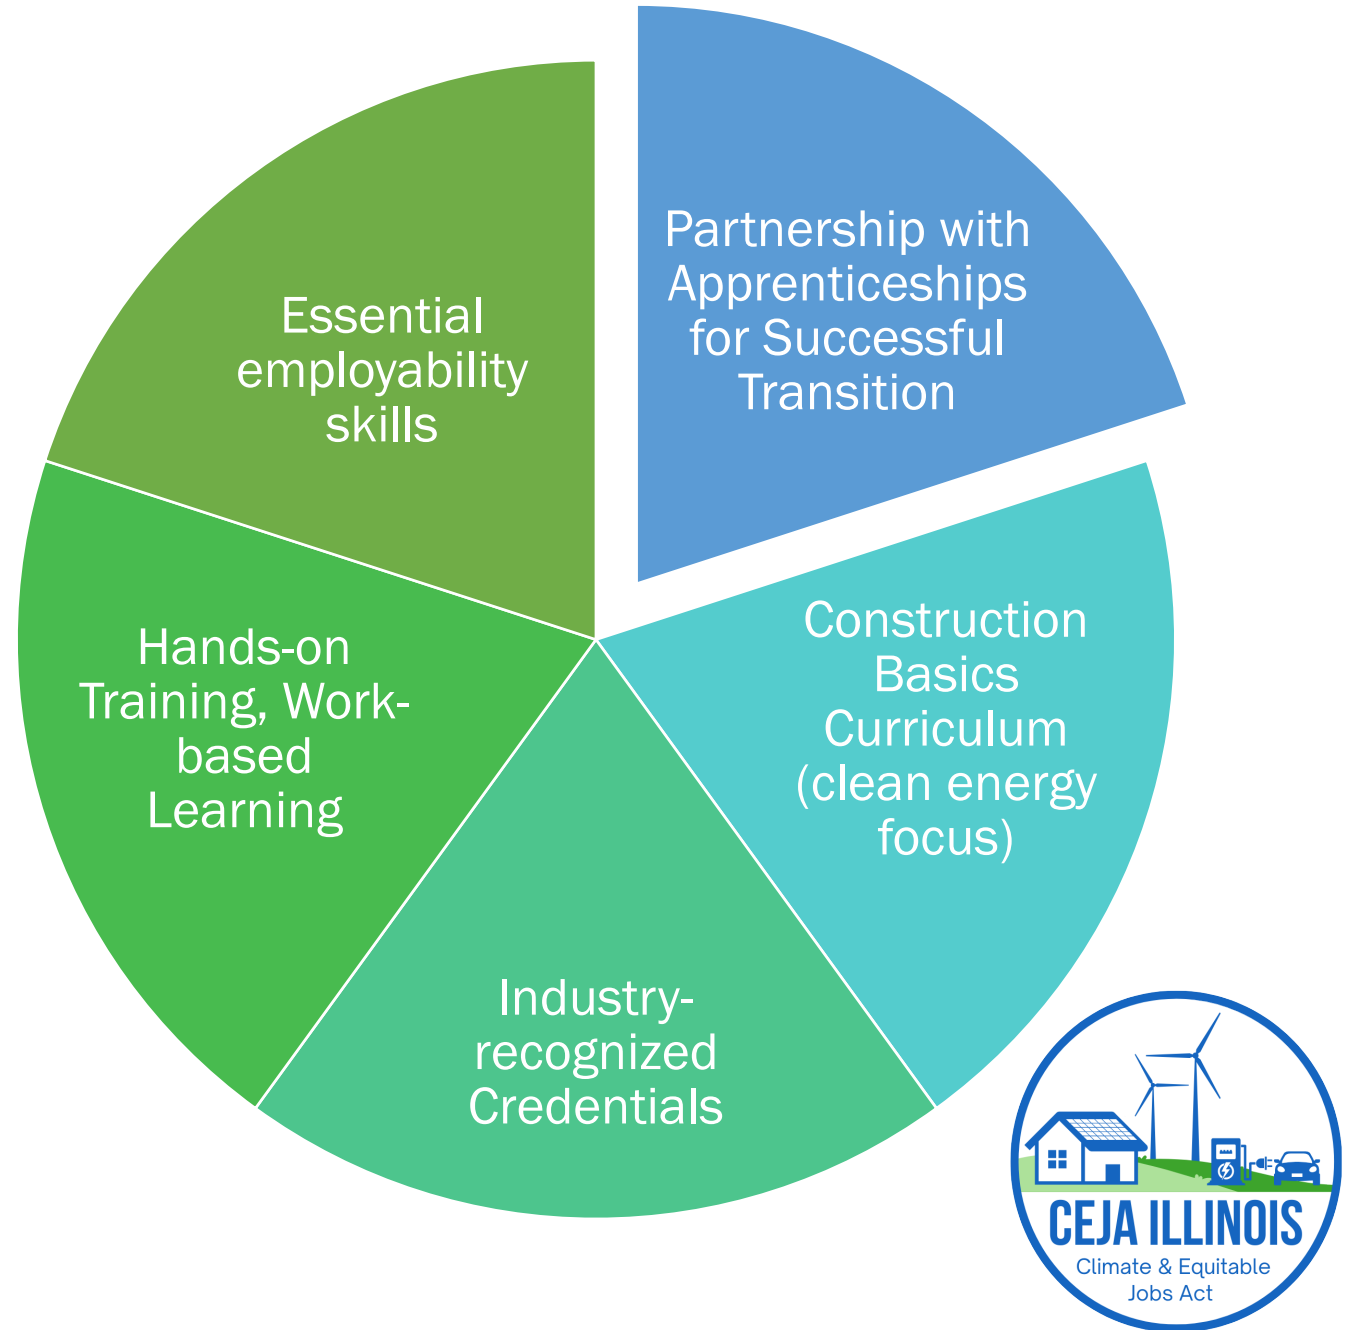 Partnership with
Apprenticeships
for Successful
Transition
Essential
employability
skills
Construction
Basics
Curriculum
(clean energy
focus)
Hands-on
Training, Work-
based
Learning
Industry-
recognized
Credentials
CEJA ILLINOIS
Climate & Equitable
Jobs Act